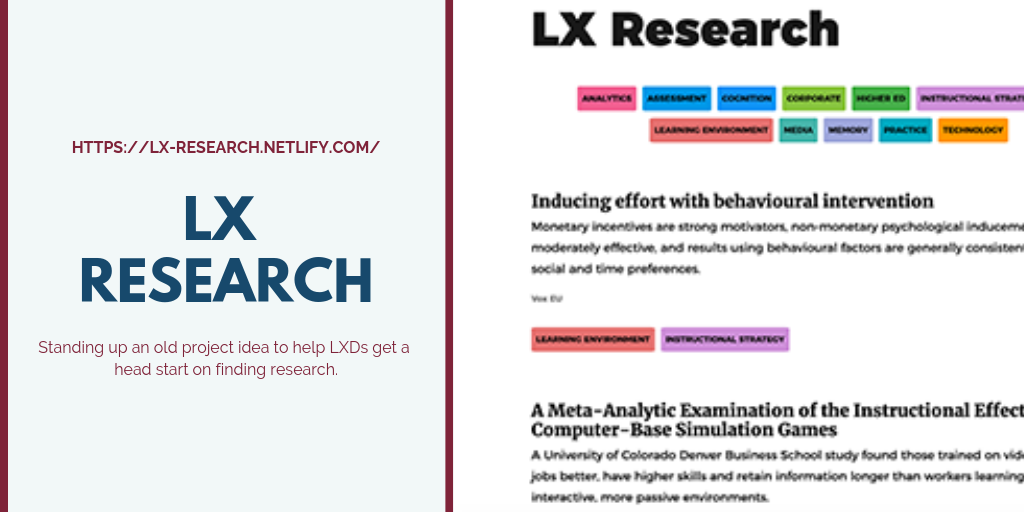 HTTPS://LX-RESEARCH.NETLIFY.COM/
LX
RESEARCH
Standing up an old project idea to help LXDs get a
head start on finding research.
LX Research
ANALYTICS ASSESSMENT COGNITION CORPORATE HIGHER ED INSTRUCTIONAL
LEARNING ENVIRONMENT MEDIA MEMORY PRACTICE TECHNOLOGY
Inducing effort with behavioural intervention
Monetary incentives are strong motivators, non-monetary psychological
moderately effective, and results using behavioural factors are generally
social and time preferences.
Vox EU
LEARNING ENVIRONMENT INSTRUCTIONAL STRATEGY
A Meta-Analytic Examination of the Instructional
Computer-Base Simulation Games
A University of Colorado Denver Business School study found those trained on
jobs better, have higher skills and retain information longer than workers learning
interactive, more passive environments.